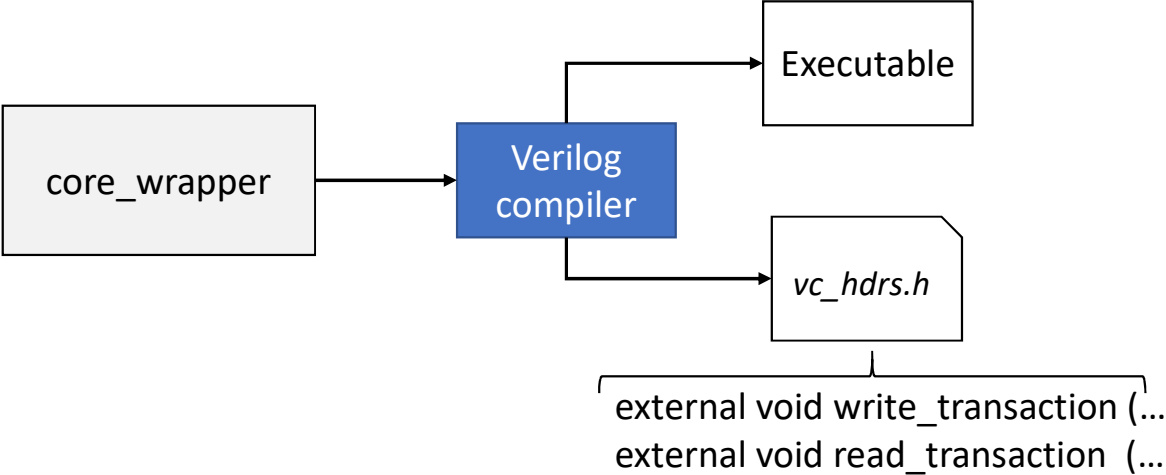 Executable
core_wrapper
Verilog
compiler
vc_hdrs.h
external void write_transaction (...
external void read_transaction (...